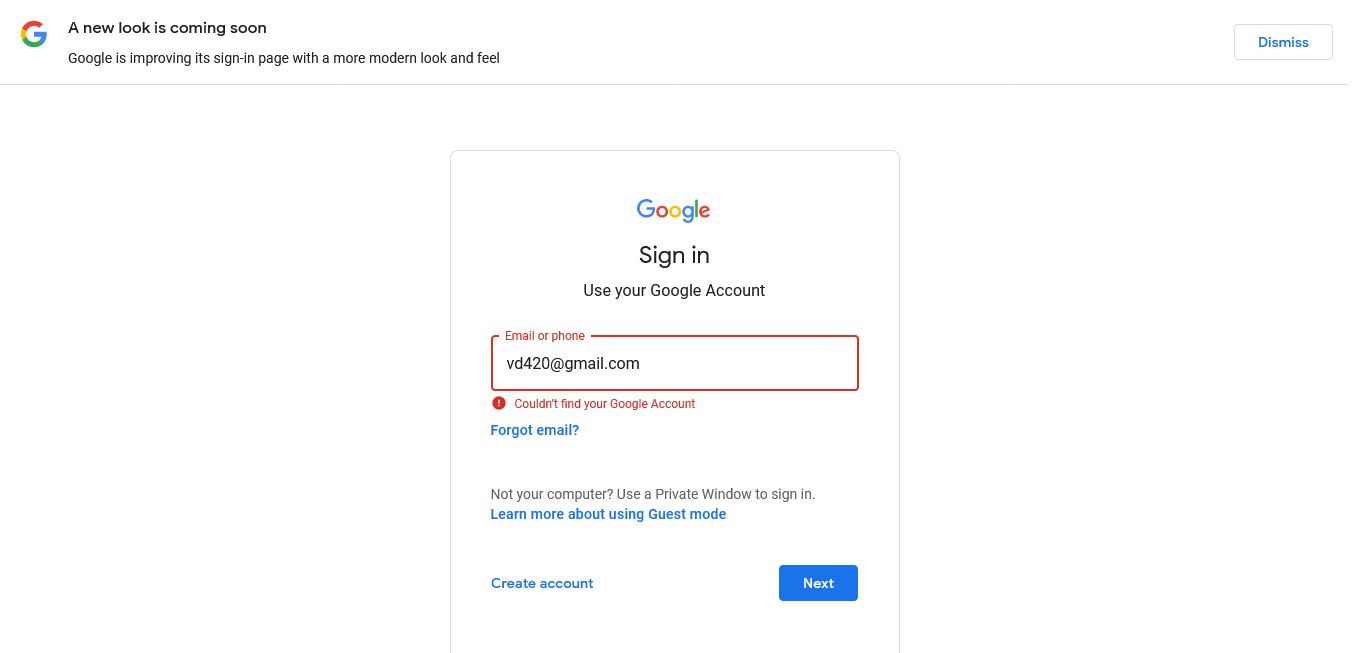 A new look is coming soon
Google is improving its sign-in page with a more modern look and feel
Dismiss
Google
Sign in
Use your Google Account
Email or phone
vd420@gmail.com
Couldn't find your Google Account
Forgot email?
Not your computer? Use a Private Window to sign in.
Learn more about using Guest mode
Create account
Next